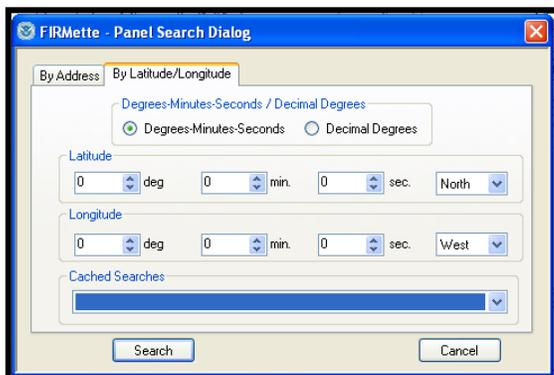 FIRMette - Panel Search Dialog
By Address By Latitude/Longitude
Degrees-Minutes-Seconds / Decimal Degrees
Degrees-Minutes-Seconds Decimal Degrees
Latitude
0 deg 0 min. 0 sec. North
Longitude
0 deg 0 min. 0 sec. West
Cached Searches
Search Cancel